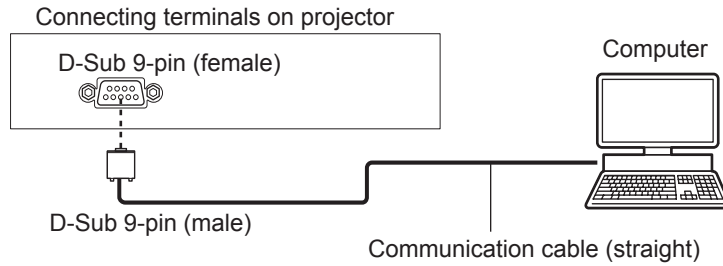 Connecting terminals on projector
D-Sub 9-pin (female)
Computer
D-Sub 9-pin (male)
Communication cable (straight)